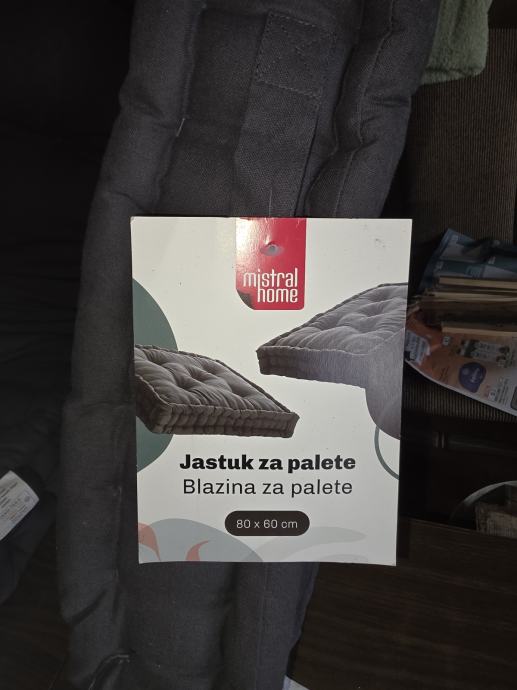 mistral
home
Jastuk za palete
Blazina za palete
80 x 60 cm